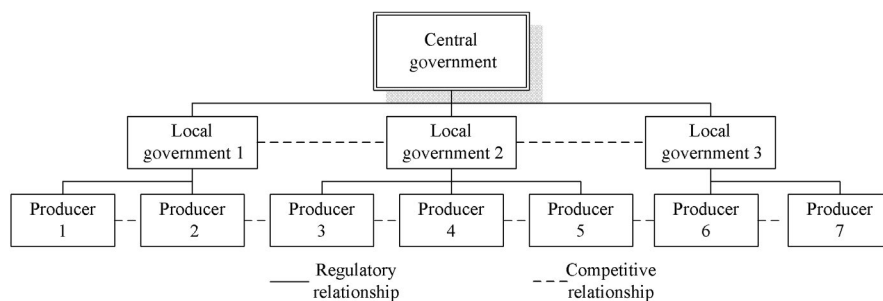 Central
government
Local
government 1
Local
government 2
Local
government 3
Producer
1
Producer
2
Producer
3
Producer
4
Producer
5
Producer
6
Producer
7
Regulatory
relationship
Competitive
relationship